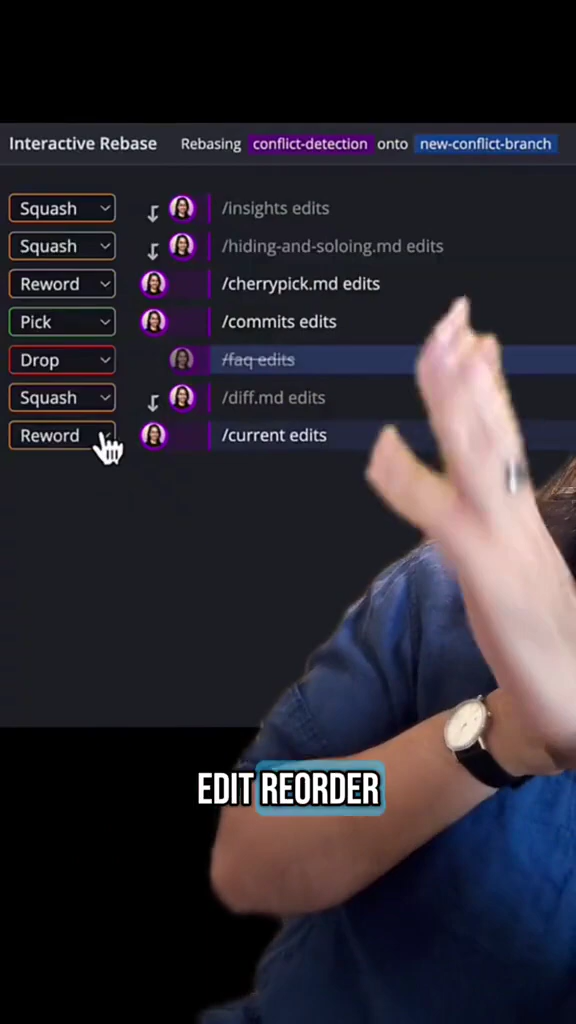 Interactive Rebase Rebasing conflict-detection onto new-conflict-branch
Squash /insights edits
Squash /hiding-and-soloing.md edits
Reword /cherrypick.md edits
Pick /commits edits
Drop /faq edits
Squash /diff.md edits
Reword /current edits
EDIT REORDER